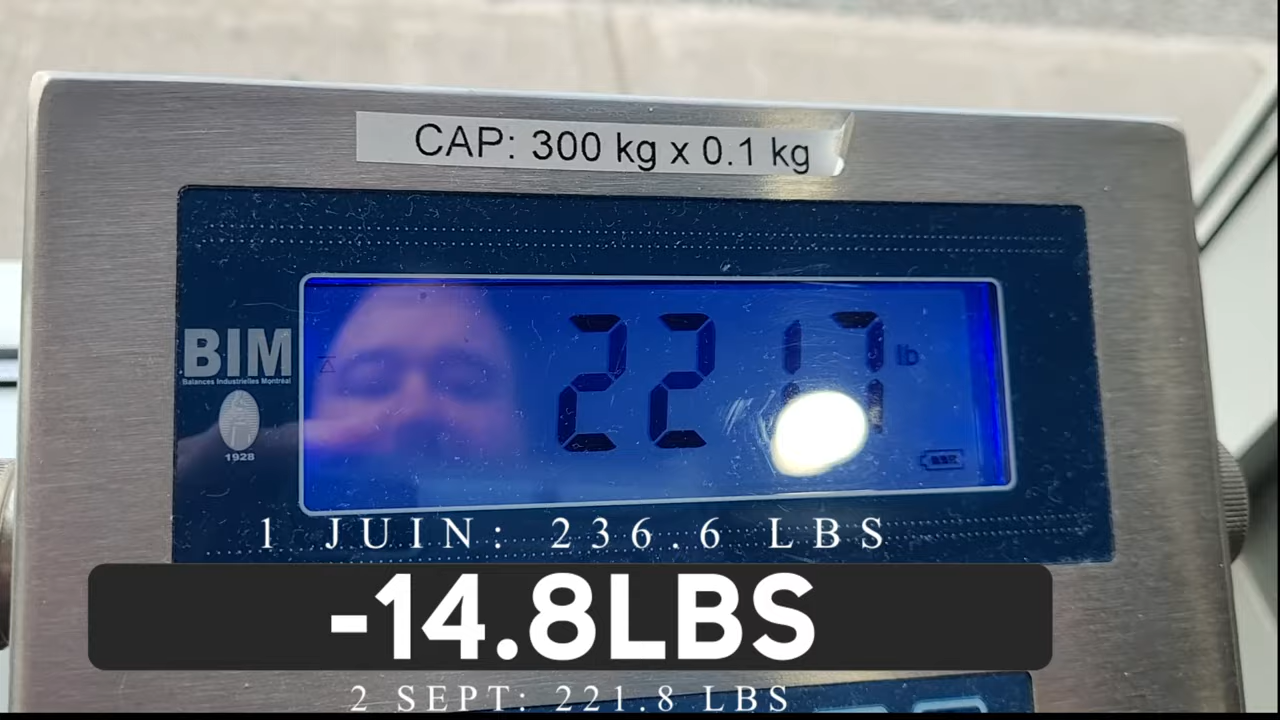 CAP: 300 kg x 0.1 kg
BIM
Balances Industrielles Montréal
1928
221.7 lb
1 JUIN: 236.6 LBS
-14.8LBS
2 SEPT: 221.8 LBS